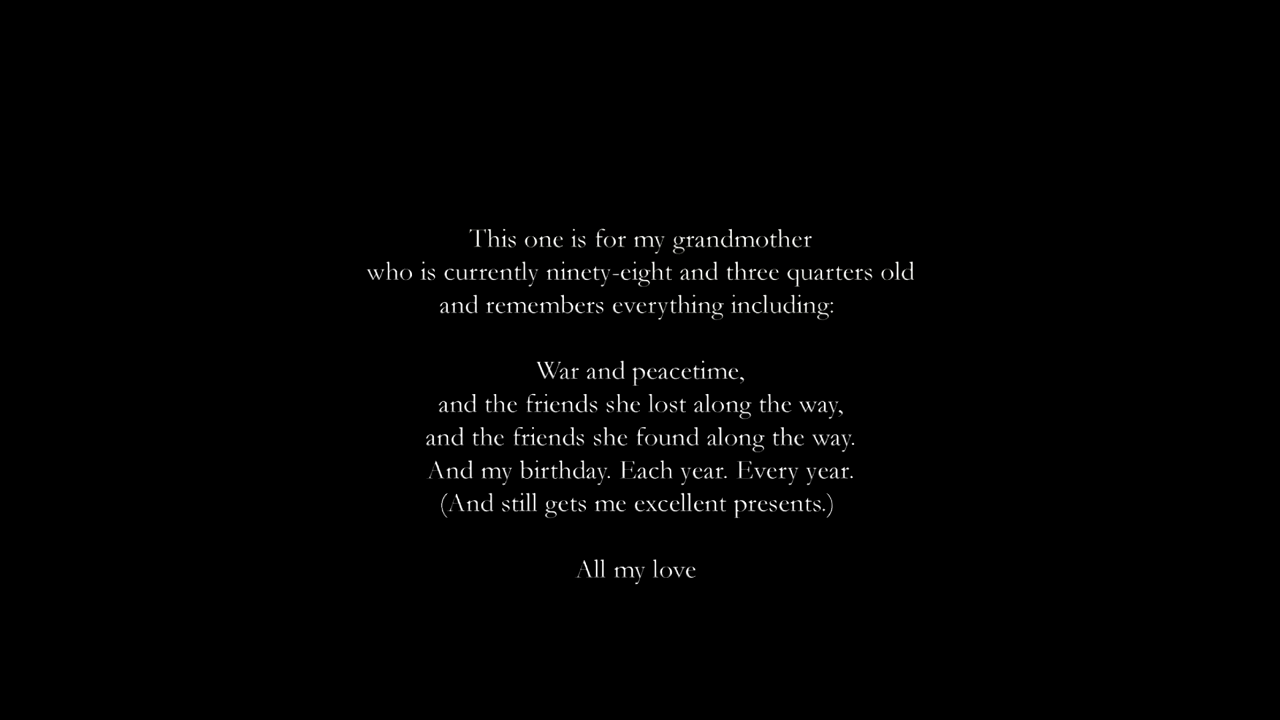 This one is for my grandmother
who is currently ninety-eight and three quarters old
and remembers everything including:
War and peacetime,
and the friends she lost along the way,
and the friends she found along the way.
And my birthday. Each year. Every year.
(And still gets me excellent presents.)
All my love